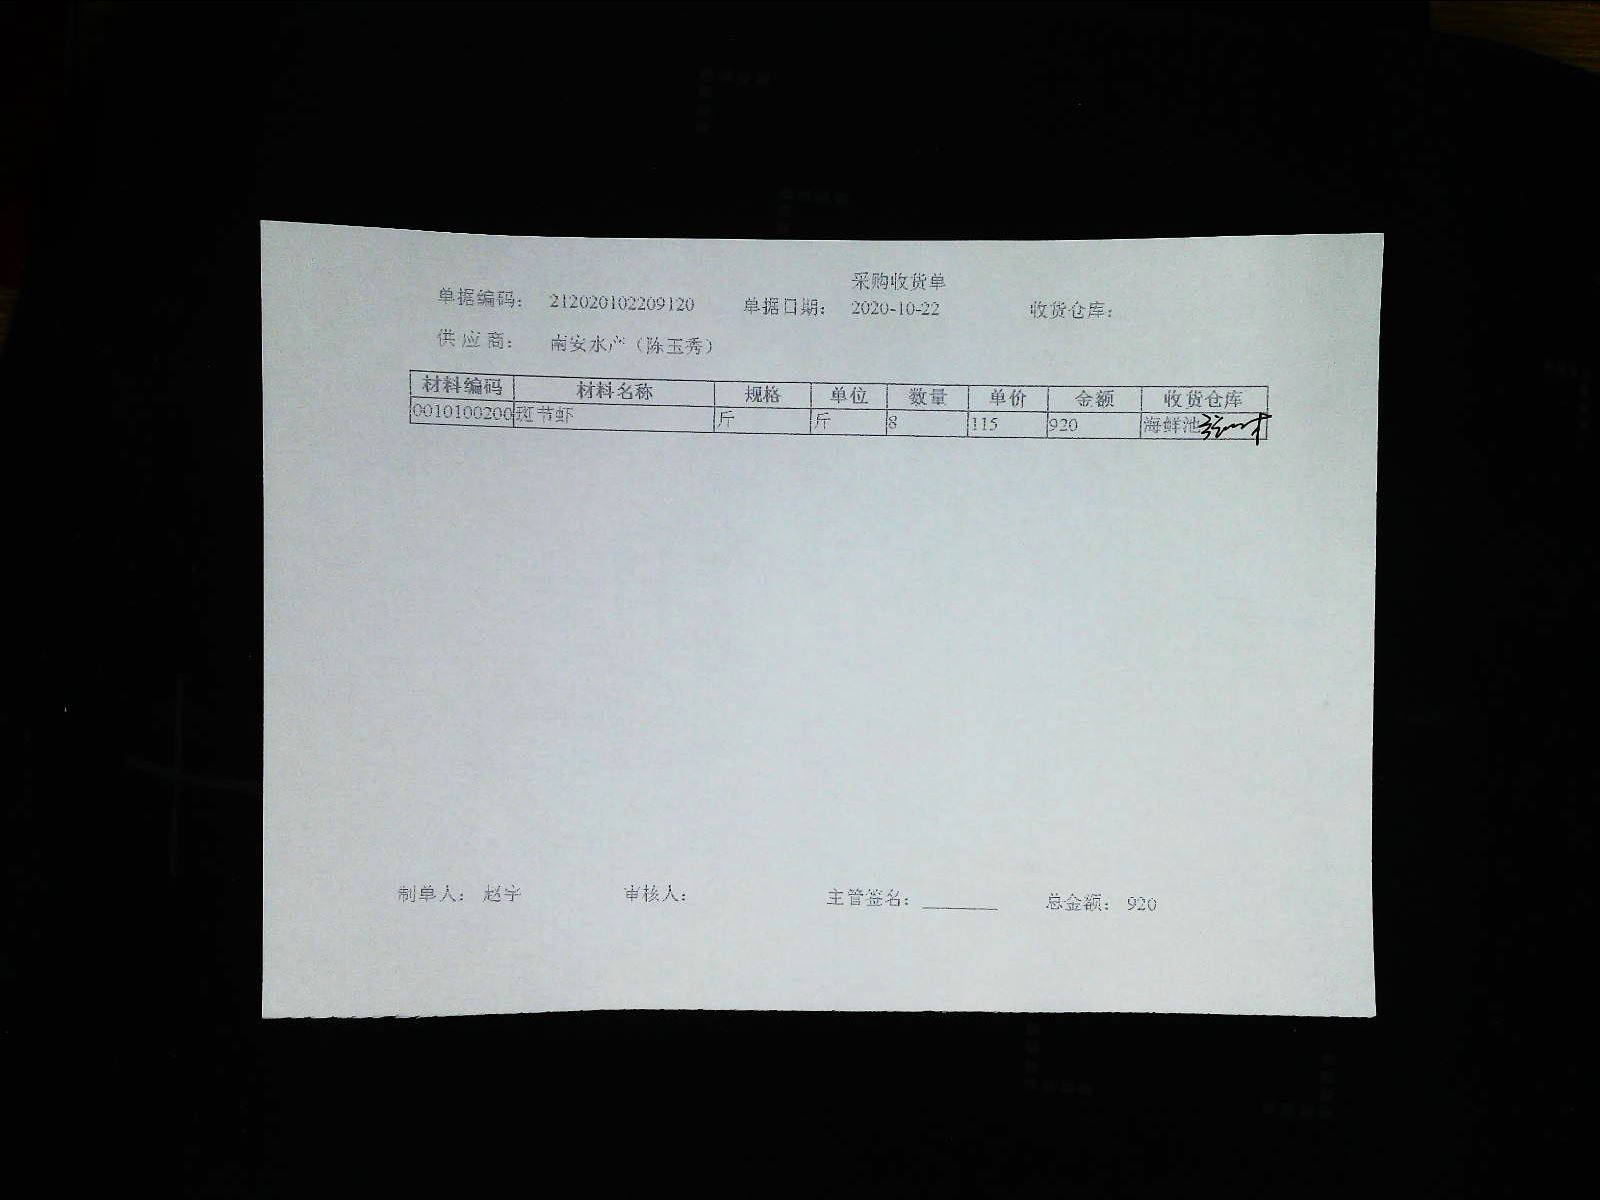 采购收货单
单据编码： 212020102209120 单据日期： 2020-10-22 收货仓库：
供 应 商： 南安水产（陈玉秀）
材料编码 材料名称 规格 单位 数量 单价 金额 收货仓库
0010100200 斑节虾 斤 斤 8 115 920 海鲜池
制单人： 赵宇 审核人： 主管签名： 总金额： 920